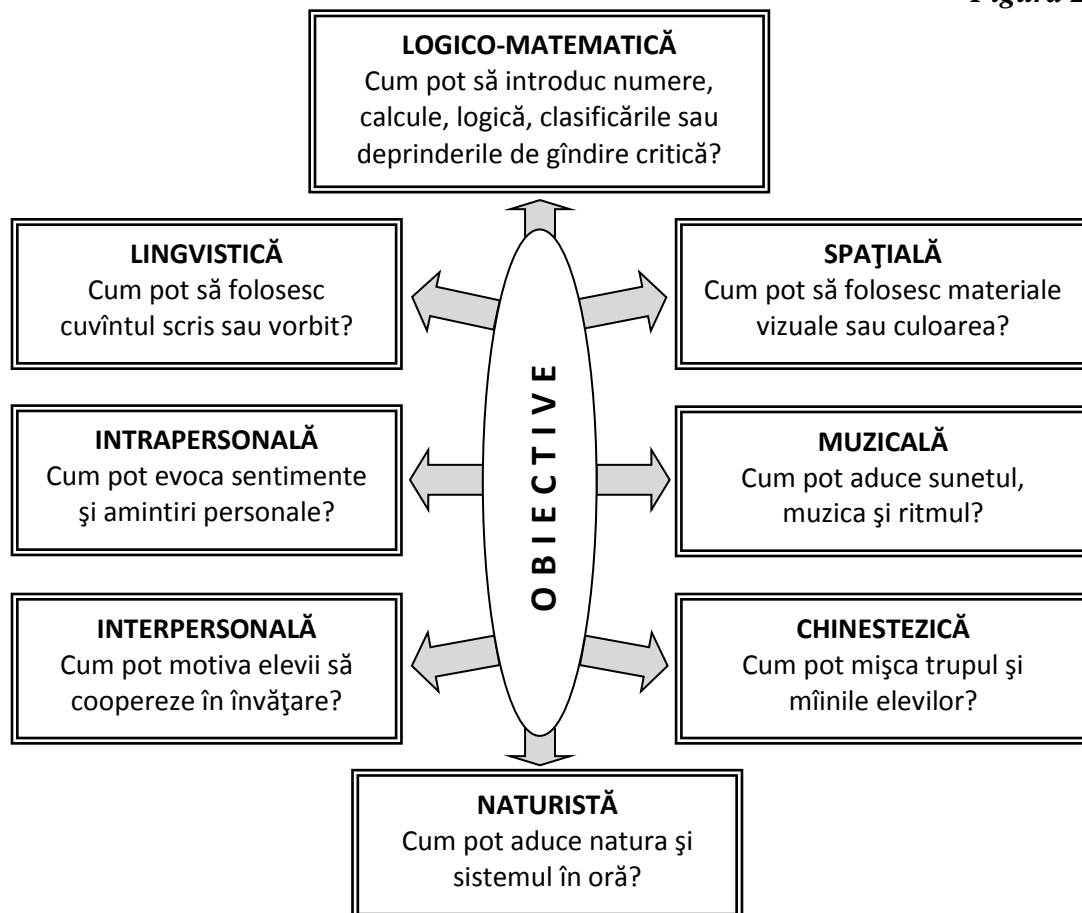 Figura 2
LOGICO-MATEMATICĂ
Cum pot să introduc numere,
calcule, logică, clasificările sau
deprinderile de gîndire critică?
LINGVISTICĂ
Cum pot să folosesc
cuvîntul scris sau vorbit?
SPAŢIALĂ
Cum pot să folosesc materiale
vizuale sau culoarea?
OBIECTIVE
INTRAPERSONALĂ
Cum pot evoca sentimente
şi amintiri personale?
MUZICALĂ
Cum pot aduce sunetul,
muzica şi ritmul?
INTERPERSONALĂ
Cum pot motiva elevii să
coopereze în învăţare?
CHINESTEZICĂ
Cum pot mişca trupul şi
mîinile elevilor?
NATURISTĂ
Cum pot aduce natura şi
sistemul în oră?